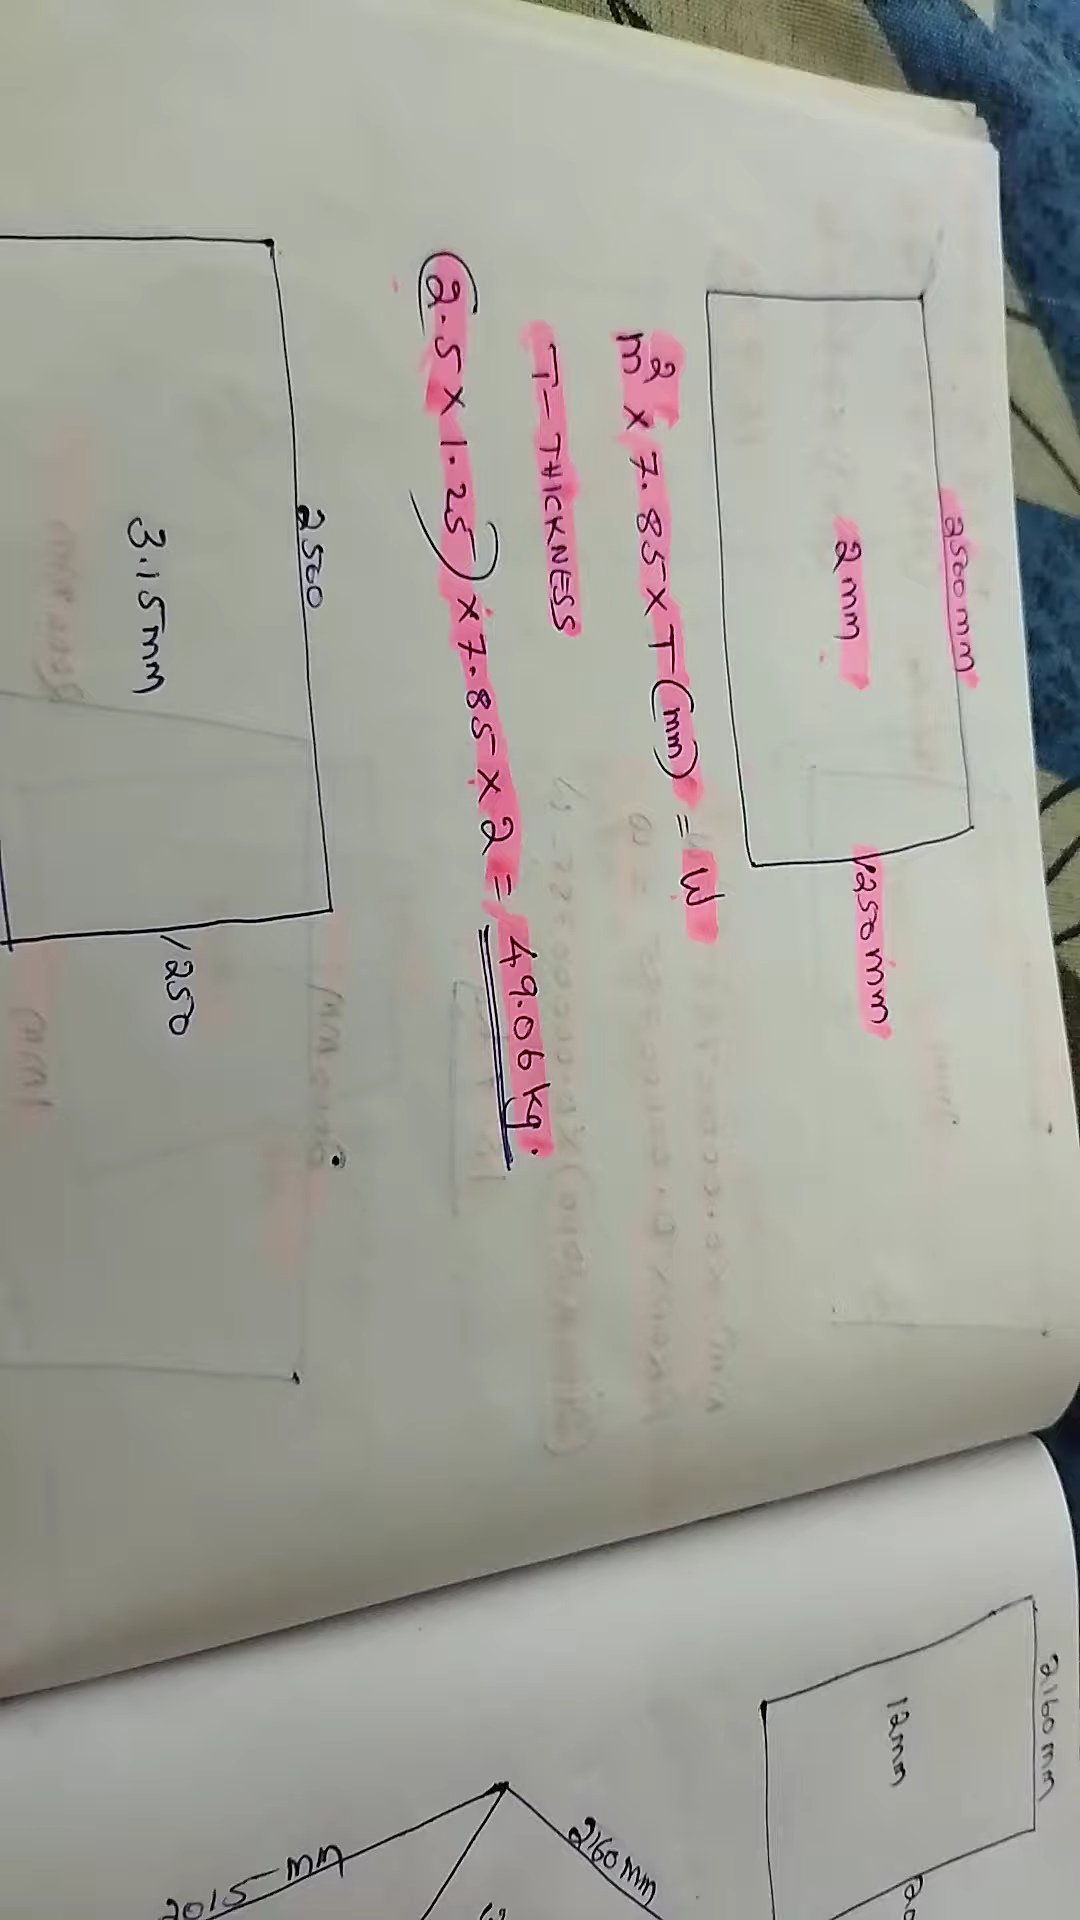 2500 mm
2 mm
1250 mm
m² × 7.85 × T (mm) = W
T - THICKNESS
(2.5 × 1.25) × 7.85 × 2 = 49.06 kg.
2500
3.15 mm
1250
2160 mm
12mm
2160 mm
2015 mm